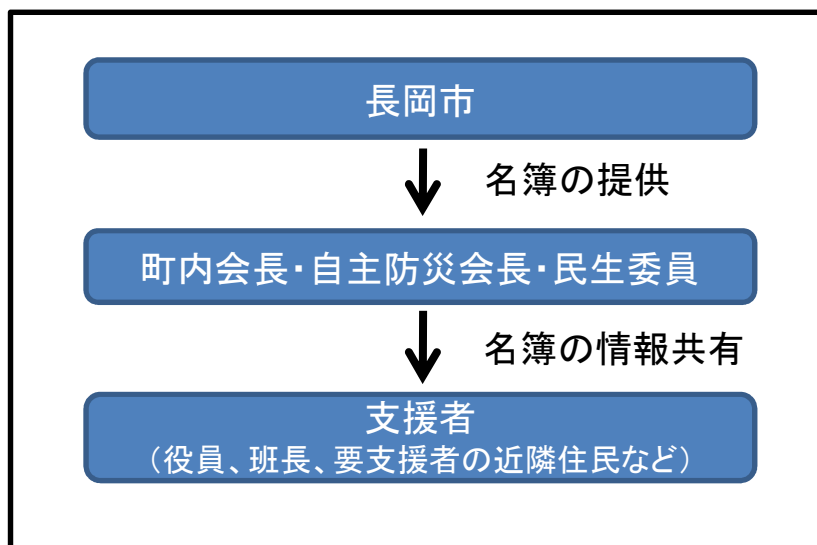 長岡市
名簿の提供
町内会長・自主防災会長・民生委員
名簿の情報共有
支援者
（役員、班長、要支援者の近隣住民など）